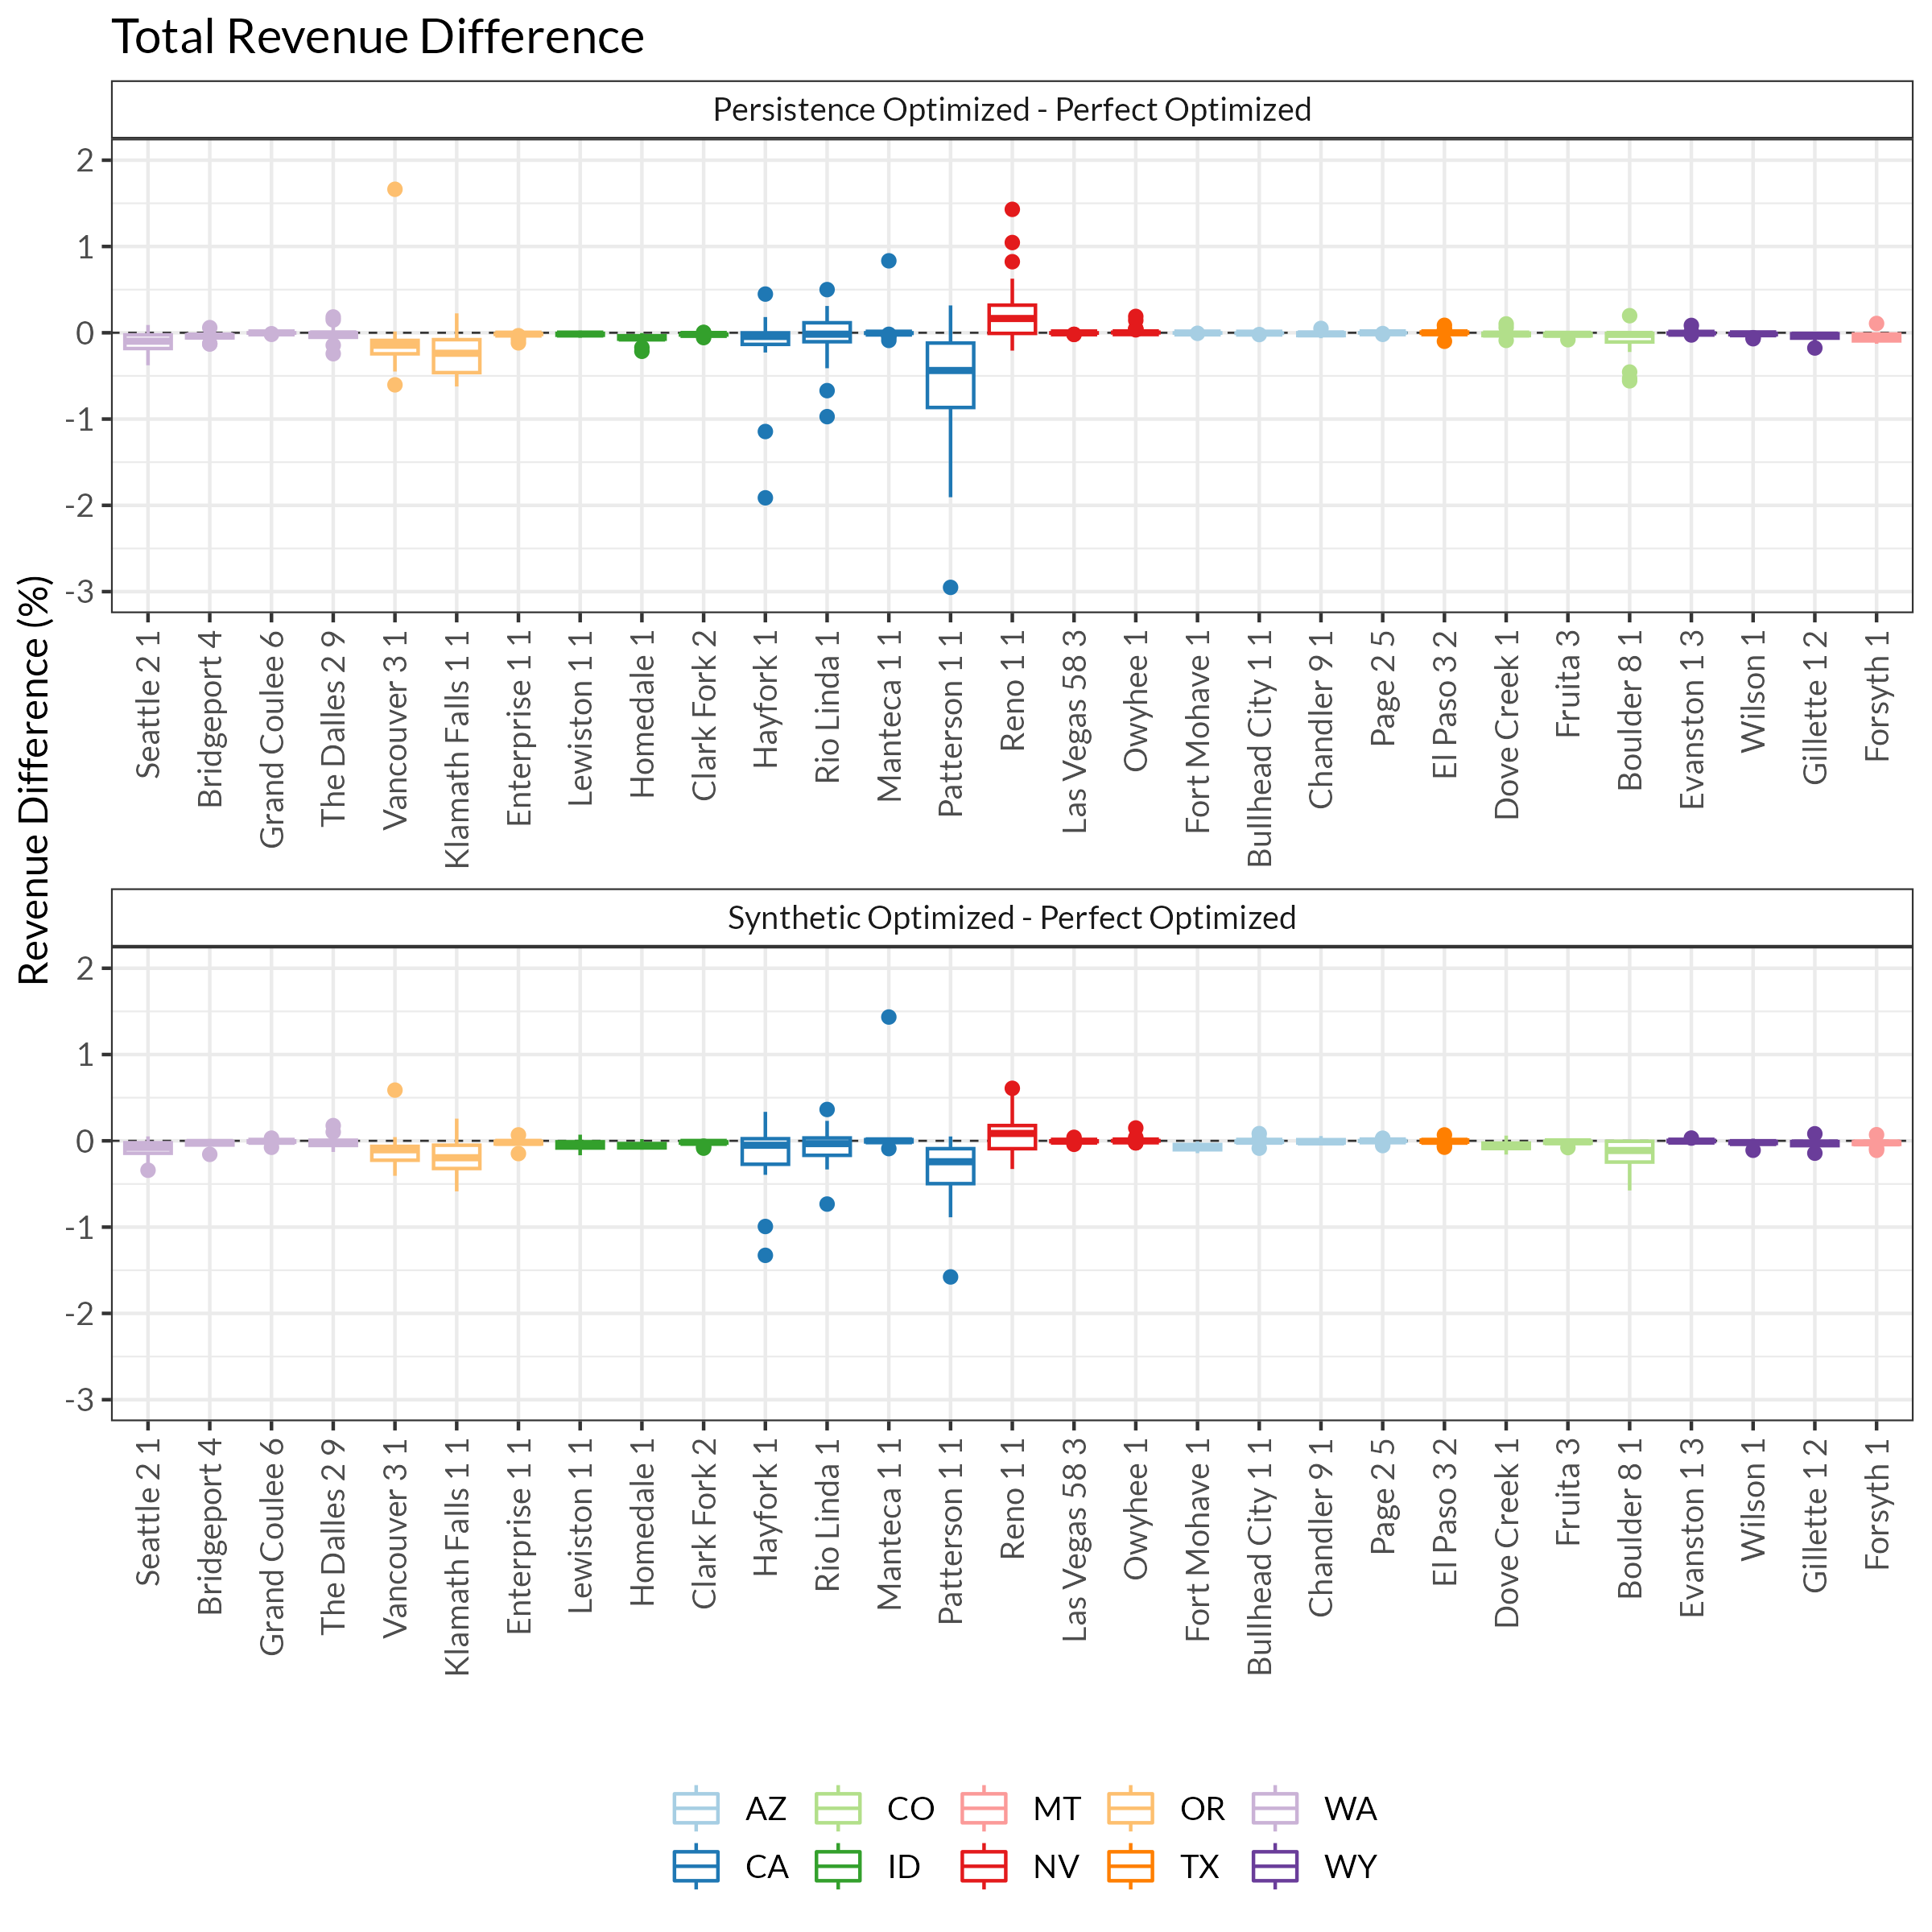 Total Revenue Difference
Persistence Optimized - Perfect Optimized
Revenue Difference (%)
2
1
0
-1
-2
-3
Seattle 2 1
Bridgeport 4
Grand Coulee 6
The Dalles 2 9
Vancouver 3 1
Klamath Falls 1 11
Enterprise 1 11
Lewiston 1 1
Homedale 1
Clark Fork 2
Hayfork 1
Rio Linda 1
Manteca 1 1
Patterson 1 1
Reno 1 1
Las Vegas 58 3
Owyhee 1
Fort Mohave 1
Bullhead City 1 1
Chandler 9 1
Page 2 5
El Paso 3 2
Dove Creek 1
Fruita 3
Boulder 8 1
Evanston 1 3
Wilson 1
Gillette 1 2
Forsyth 1
Synthetic Optimized - Perfect Optimized
2
1
0
-1
-2
-3
Seattle 2 1
Bridgeport 4
Grand Coulee 6
The Dalles 2 9
Vancouver 3 1
Klamath Falls 1 11
Enterprise 1 11
Lewiston 1 1
Homedale 1
Clark Fork 2
Hayfork 1
Rio Linda 1
Manteca 1 1
Patterson 1 1
Reno 1 1
Las Vegas 58 3
Owyhee 1
Fort Mohave 1
Bullhead City 1 1
Chandler 9 1
Page 2 5
El Paso 3 2
Dove Creek 1
Fruita 3
Boulder 8 1
Evanston 1 3
Wilson 1
Gillette 1 2
Forsyth 1
AZ CO MT OR WA
CA ID NV TX WY